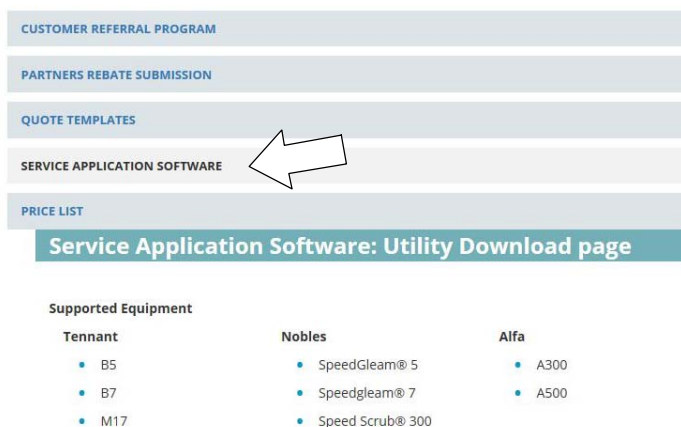 CUSTOMER REFERRAL PROGRAM
PARTNERS REBATE SUBMISSION
QUOTE TEMPLATES
SERVICE APPLICATION SOFTWARE
PRICE LIST
Service Application Software: Utility Download page
Supported Equipment
Tennant Nobles Alfa
• B5 • SpeedGleam® 5 • A300
• B7 • Speedgleam® 7 • A500
• M17 • Speed Scrub® 300